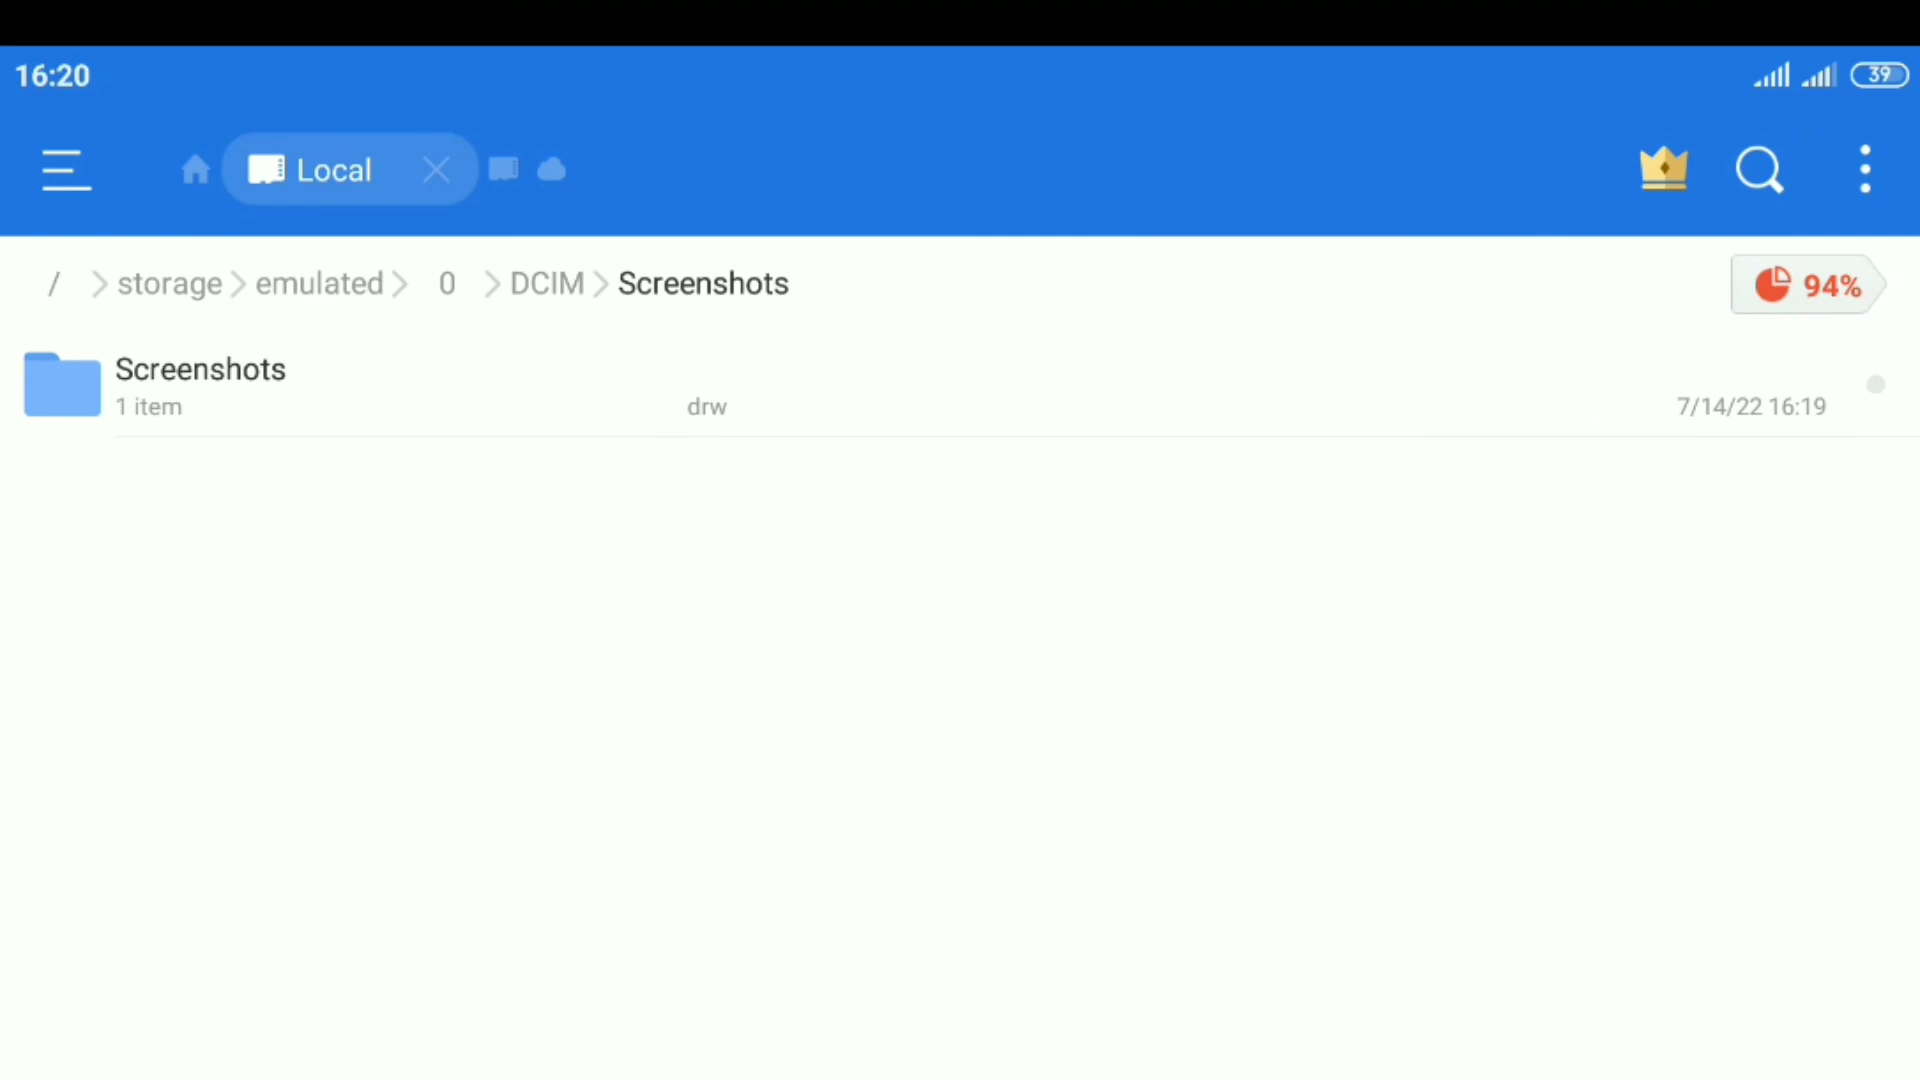 16:20
39
Local
/ storage emulated 0 DCIM Screenshots
94%
Screenshots
1 item drw 7/14/22 16:19